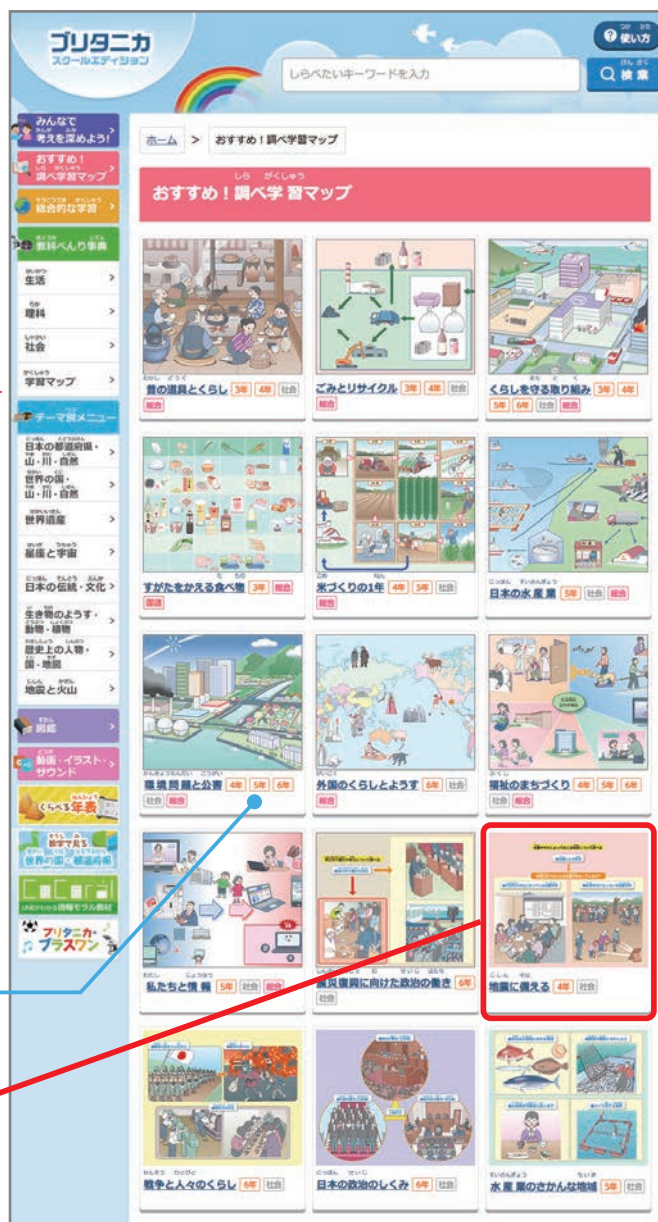 ブリタニカ
スクールエディション
使い方
しらべたいキーワードを入力
検索
みんなで
考えを深めよう!
おすすめ!
調べ学習マップ
総合的な学習
教科べんり事典
生活
理科
社会
学習マップ
テーマ別メニュー
日本の都道府県・
山・川・自然
世界の国・
山・川・自然
世界遺産
星座と宇宙
日本の伝統・文化
生き物のようす・
動物・植物
歴史上の人物・
国・地図
地震と火山
図鑑
動画・イラスト・
サウンド
くらべる年表
数字で見る
世界の国・都道府県
情報モラル教材
ブリタニカ・
プラスワン
ホーム > おすすめ!調べ学習マップ
おすすめ!調べ学習マップ
昔の道具とくらし 3年 4年 社会
総合
ごみとリサイクル 3年 4年 社会
総合
くらしを守る取り組み 3年 4年
5年 6年 社会 総合
すがたをかえる食べ物 3年 総合
国語
米づくりの1年 4年 5年 社会
総合
日本の水産業 5年 社会 総合
環境問題と公害 4年 5年 6年
社会 総合
外国のくらしとようす 6年 社会
総合
福祉のまちづくり 4年 5年 6年
社会 総合
私たちと情報 5年 社会 総合
震災復興に向けた政治の働き 6年
社会
地震に備える 4年 社会
戦争と人々のくらし 6年 社会
日本の政治のしくみ 6年 社会
水産業のさかんな地域 5年 社会